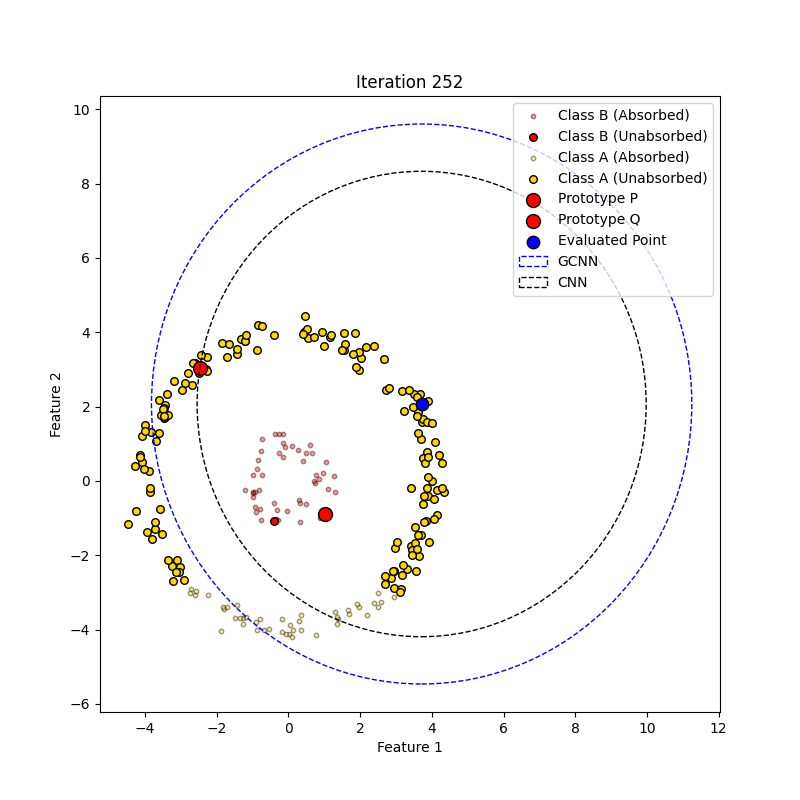 Iteration 252
10
8
6
4
2
0
−2
−4
−6
Feature 2
Class B (Absorbed)
Class B (Unabsorbed)
Class A (Absorbed)
Class A (Unabsorbed)
Prototype P
Prototype Q
Evaluated Point
GCNN
CNN
−4 −2 0 2 4 6 8 10 12
Feature 1